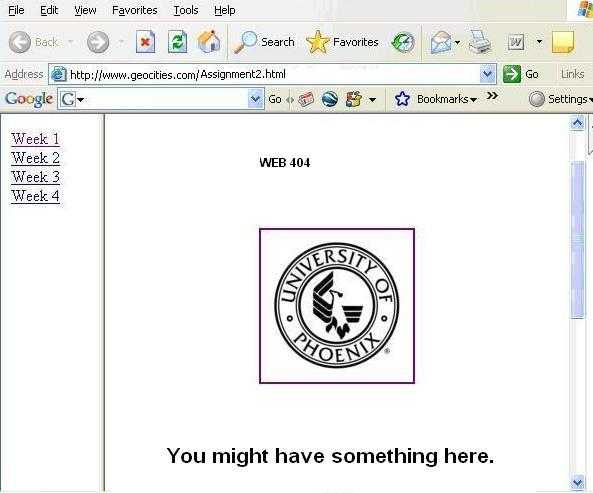 File Edit View Favorites Tools Help
Back Search Favorites W
Address http://www.geocities.com/Assignment2.html Go Links
Google G Go Bookmarks » Settings
Week 1
Week 2
Week 3
Week 4
WEB 404
UNIVERSITY OF
PHOENIX ®
You might have something here.